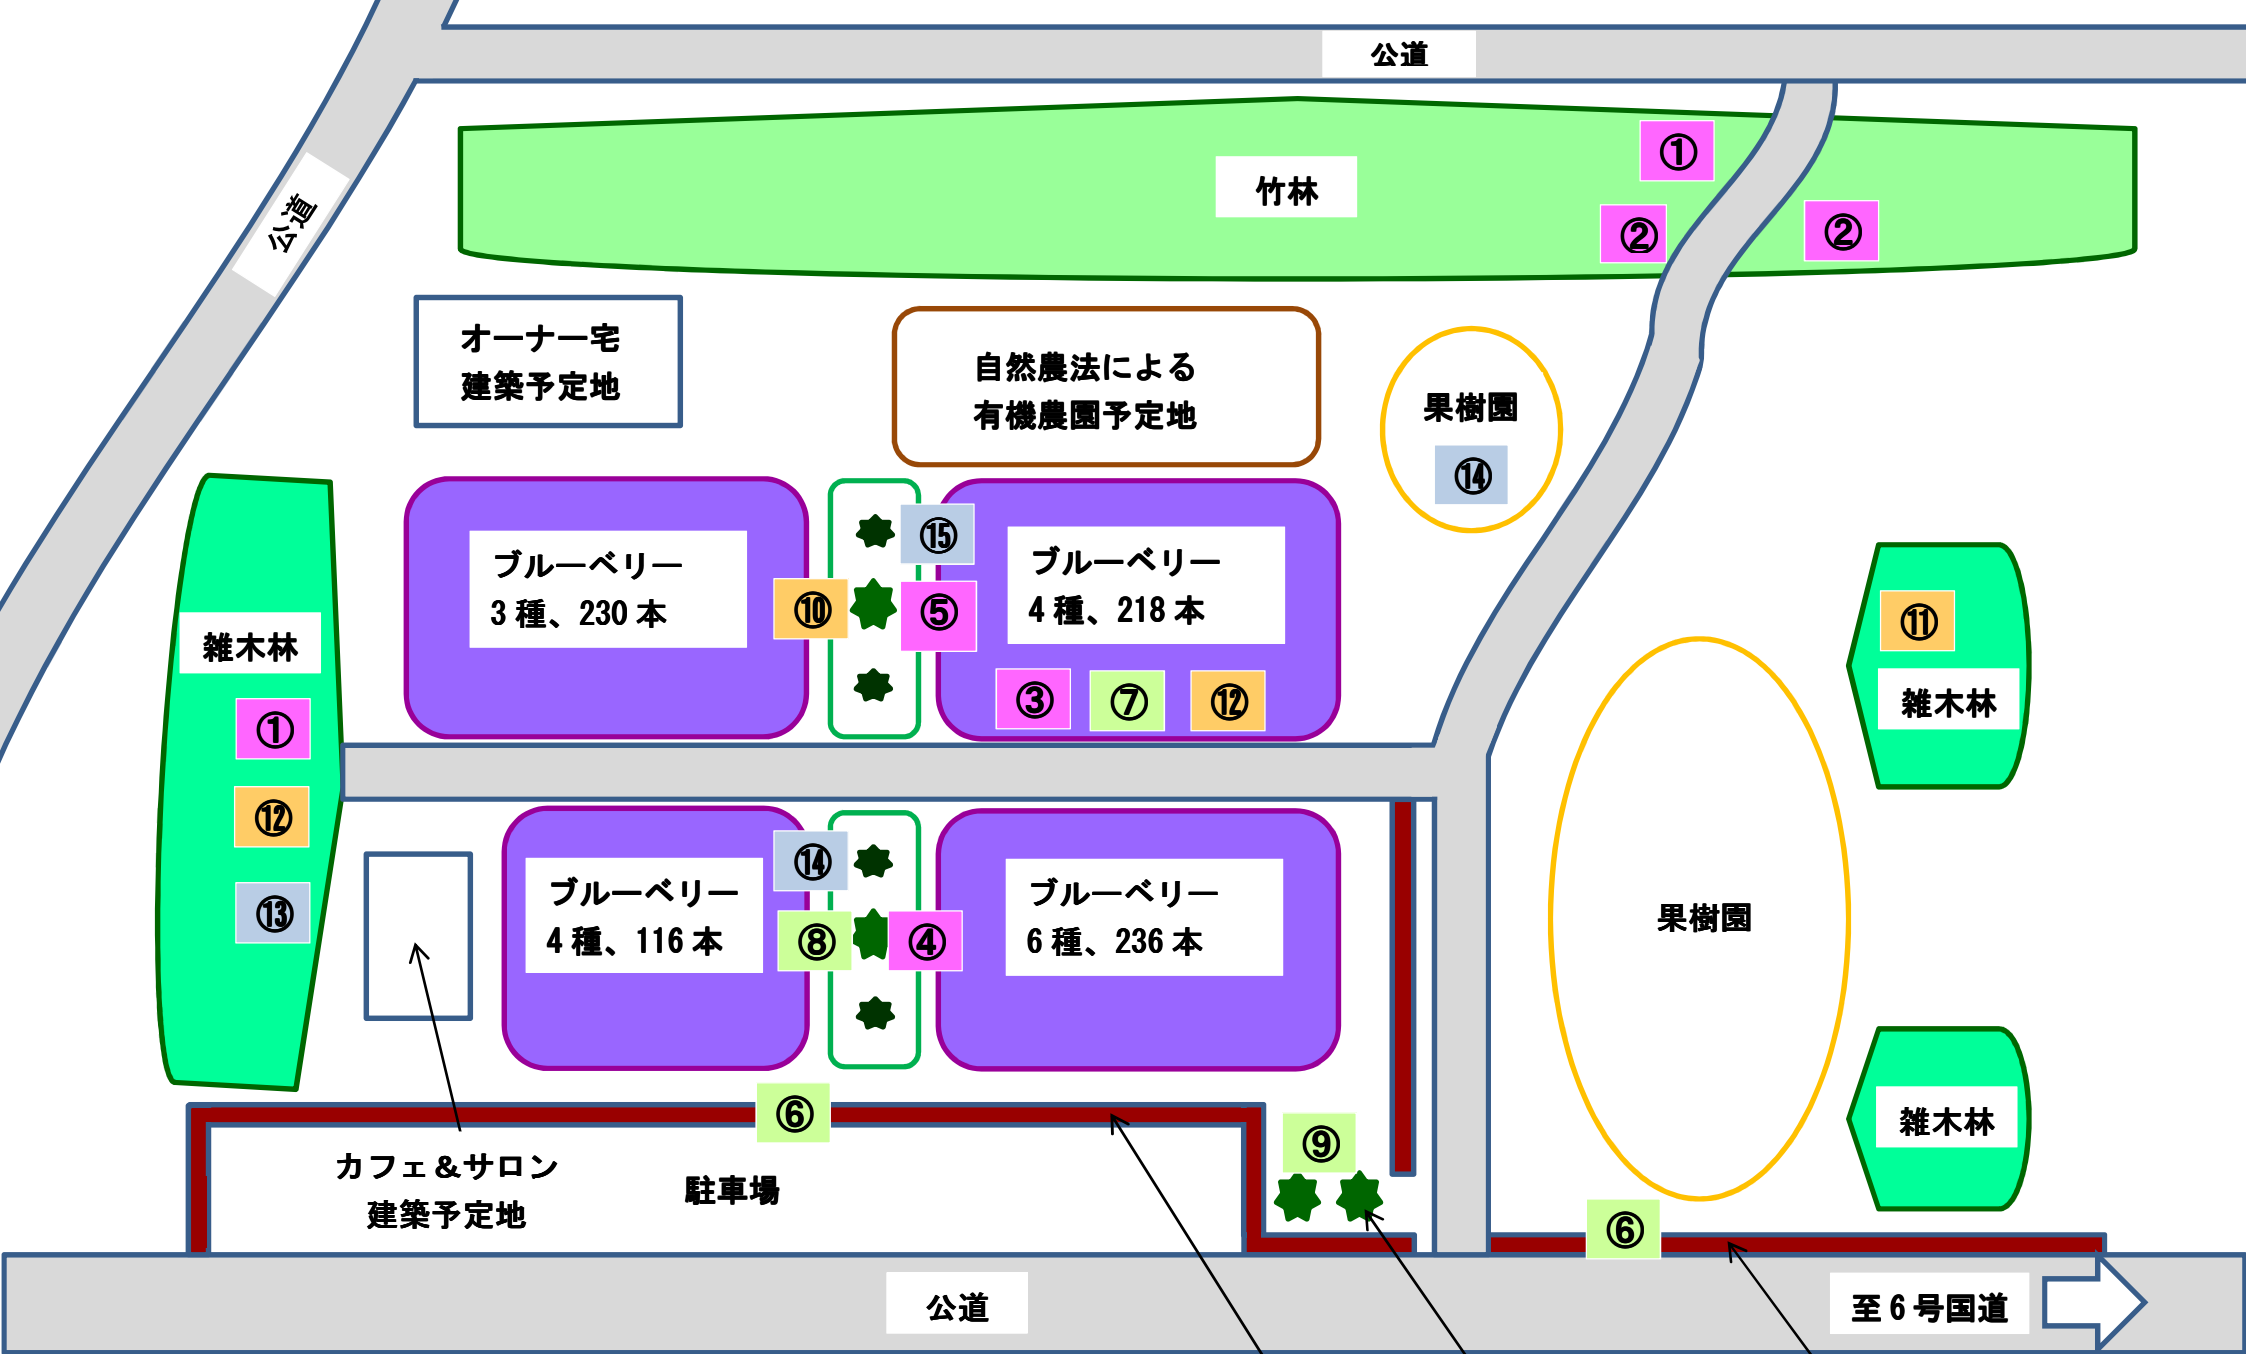 公道
①
竹林
公道
②
②
オーナー宅
建築予定地
自然農法による
有機農園予定地
果樹園
⑭
ブルーベリー
3種、230本
⑮
ブルーベリー
4種、218本
⑩
⑤
⑪
雑木林
雑木林
③
⑦
⑫
①
⑫
⑬
⑭
ブルーベリー
4種、116本
⑧
④
ブルーベリー
6種、236本
果樹園
⑥
雑木林
⑨
カフェ&サロン
建築予定地
駐車場
⑥
公道
至6号国道